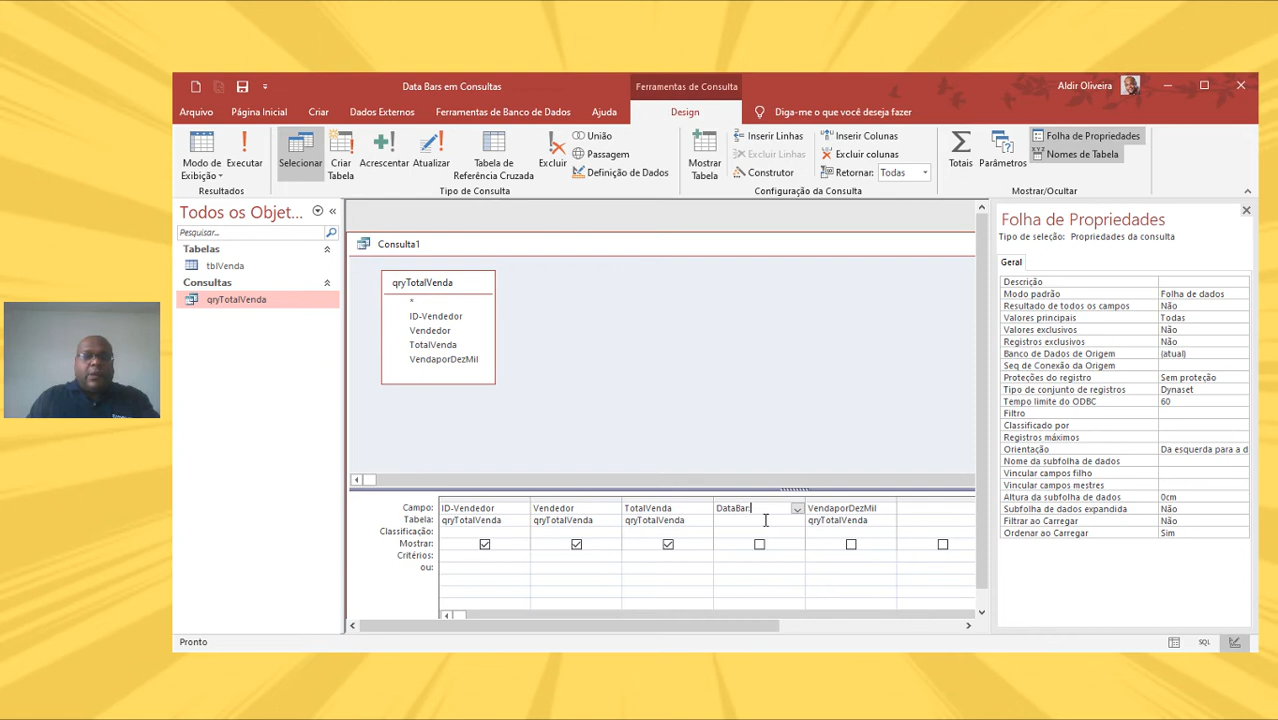 Data Bars em Consultas
Ferramentas de Consulta
Aldir Oliveira
Arquivo
Página Inicial
Criar
Dados Externos
Ferramentas de Banco de Dados
Ajuda
Design
Diga-me o que você deseja fazer
Modo de
Exibição
Executar
Resultados
Selecionar
Criar
Tabela
Acrescentar
Atualizar
Tabela de
Referência Cruzada
Excluir
União
Passagem
Definição de Dados
Tipo de Consulta
Mostrar
Tabela
Inserir Linhas
Excluir Linhas
Construtor
Inserir Colunas
Excluir colunas
Retornar: Todas
Configuração da Consulta
Totais
Parâmetros
Folha de Propriedades
Nomes de Tabela
Mostrar/Ocultar
Todos os Objet...
Pesquisar...
Tabelas
tblVenda
Consultas
qryTotalVenda
Consulta1
qryTotalVenda
*
ID-Vendedor
Vendedor
TotalVenda
VendaporDezMil
Campo: ID-Vendedor Vendedor TotalVenda DataBar: VendaporDezMil
Tabela: qryTotalVenda qryTotalVenda qryTotalVenda qryTotalVenda
Classificação:
Mostrar:
Critérios:
ou:
Folha de Propriedades
Tipo de seleção: Propriedades da consulta
Geral
Descrição
Modo padrão Folha de dados
Resultado de todos os campos Não
Valores principais Todas
Valores exclusivos Não
Registros exclusivos Não
Banco de Dados de Origem (atual)
Seq de Conexão da Origem
Proteções do registro Sem proteção
Tipo de conjunto de registros Dynaset
Tempo limite do ODBC 60
Filtro
Classificado por
Registros máximos
Orientação Da esquerda para a d
Nome da subfolha de dados
Vincular campos filho
Vincular campos mestres
Altura da subfolha de dados 0cm
Subfolha de dados expandida Não
Filtrar ao Carregar Não
Ordenar ao Carregar Sim
Pronto
SQL